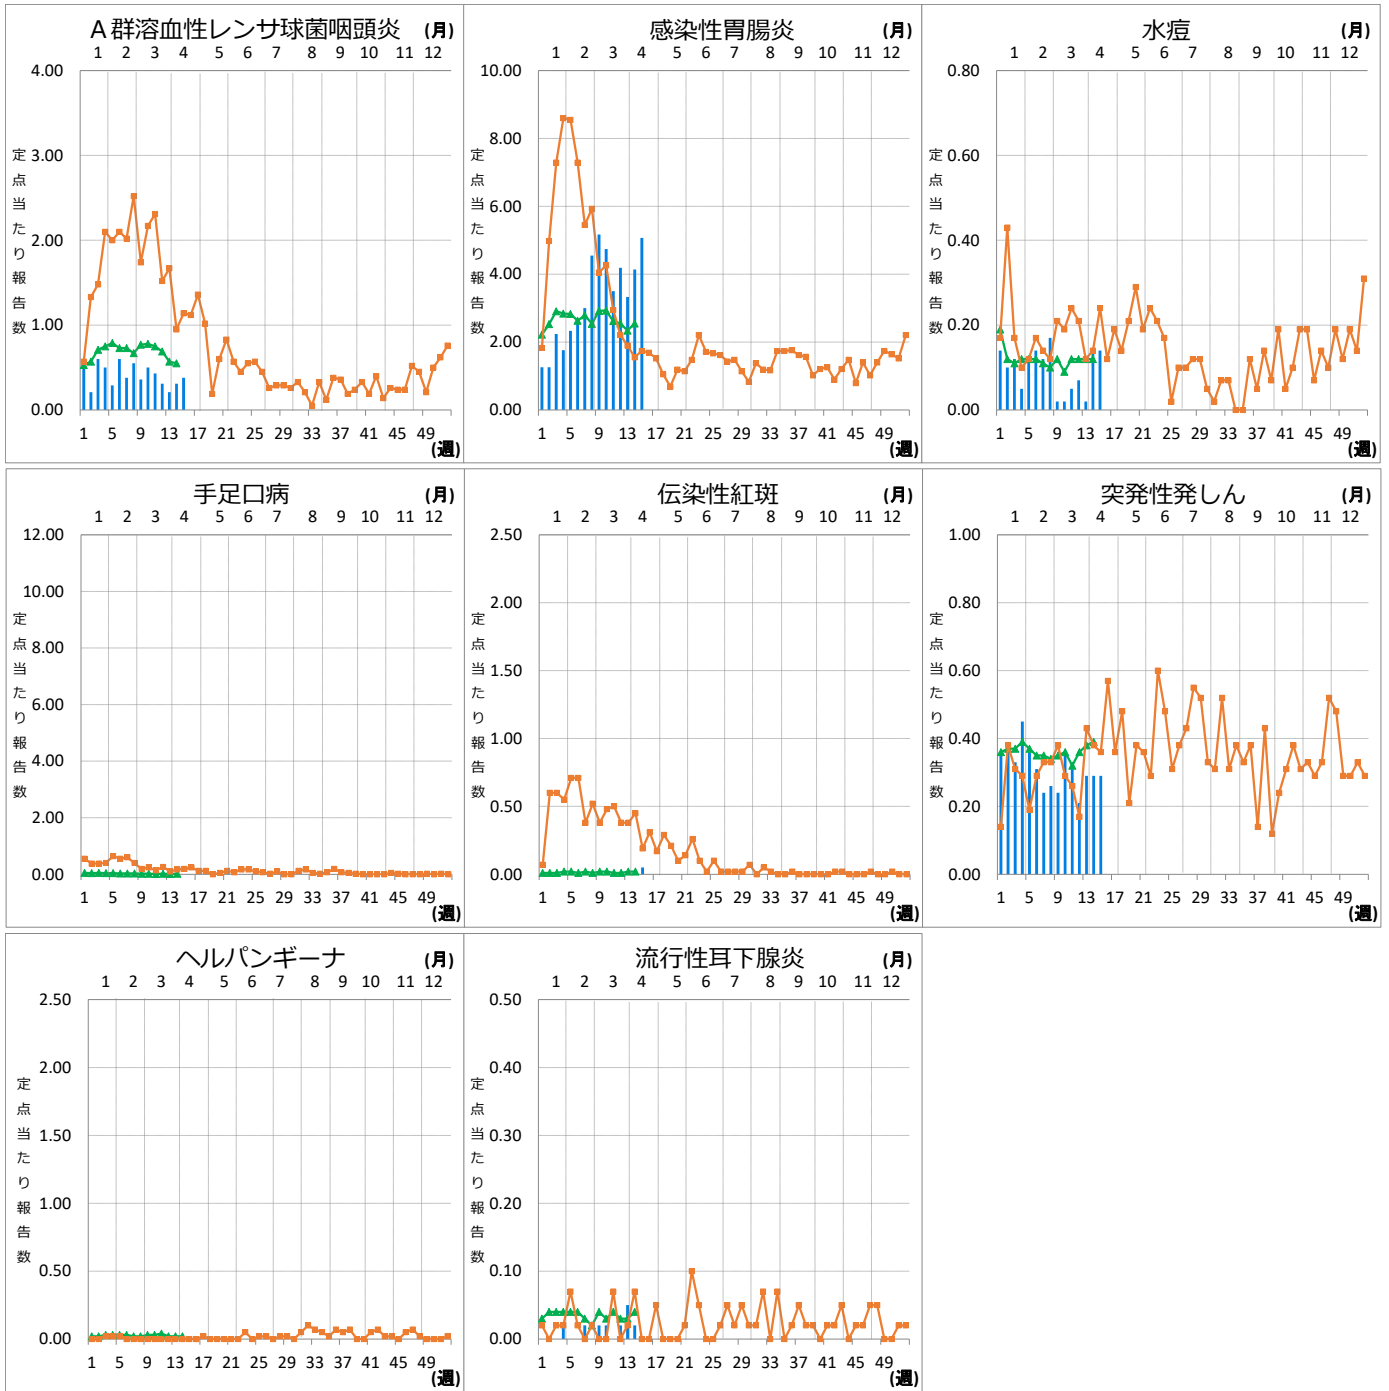 A群溶血性レンサ球菌咽頭炎 (月)
1 2 3 4 5 6 7 8 9 10 11 12
4.00
3.00
2.00
1.00
0.00
定点当たり報告数
1 5 9 13 17 21 25 29 33 37 41 45 49
(週)
感染性胃腸炎 (月)
1 2 3 4 5 6 7 8 9 10 11 12
10.00
8.00
6.00
4.00
2.00
0.00
定点当たり報告数
1 5 9 13 17 21 25 29 33 37 41 45 49
(週)
水痘 (月)
1 2 3 4 5 6 7 8 9 10 11 12
0.80
0.60
0.40
0.20
0.00
定点当たり報告数
1 5 9 13 17 21 25 29 33 37 41 45 49
(週)
手足口病 (月)
1 2 3 4 5 6 7 8 9 10 11 12
12.00
10.00
8.00
6.00
4.00
2.00
0.00
定点当たり報告数
1 5 9 13 17 21 25 29 33 37 41 45 49
(週)
伝染性紅斑 (月)
1 2 3 4 5 6 7 8 9 10 11 12
2.50
2.00
1.50
1.00
0.50
0.00
定点当たり報告数
1 5 9 13 17 21 25 29 33 37 41 45 49
(週)
突発性発しん (月)
1 2 3 4 5 6 7 8 9 10 11 12
1.00
0.80
0.60
0.40
0.20
0.00
定点当たり報告数
1 5 9 13 17 21 25 29 33 37 41 45 49
(週)
ヘルパンギーナ (月)
1 2 3 4 5 6 7 8 9 10 11 12
2.50
2.00
1.50
1.00
0.50
0.00
定点当たり報告数
1 5 9 13 17 21 25 29 33 37 41 45 49
(週)
流行性耳下腺炎 (月)
1 2 3 4 5 6 7 8 9 10 11 12
0.50
0.40
0.30
0.20
0.10
0.00
定点当たり報告数
1 5 9 13 17 21 25 29 33 37 41 45 49
(週)